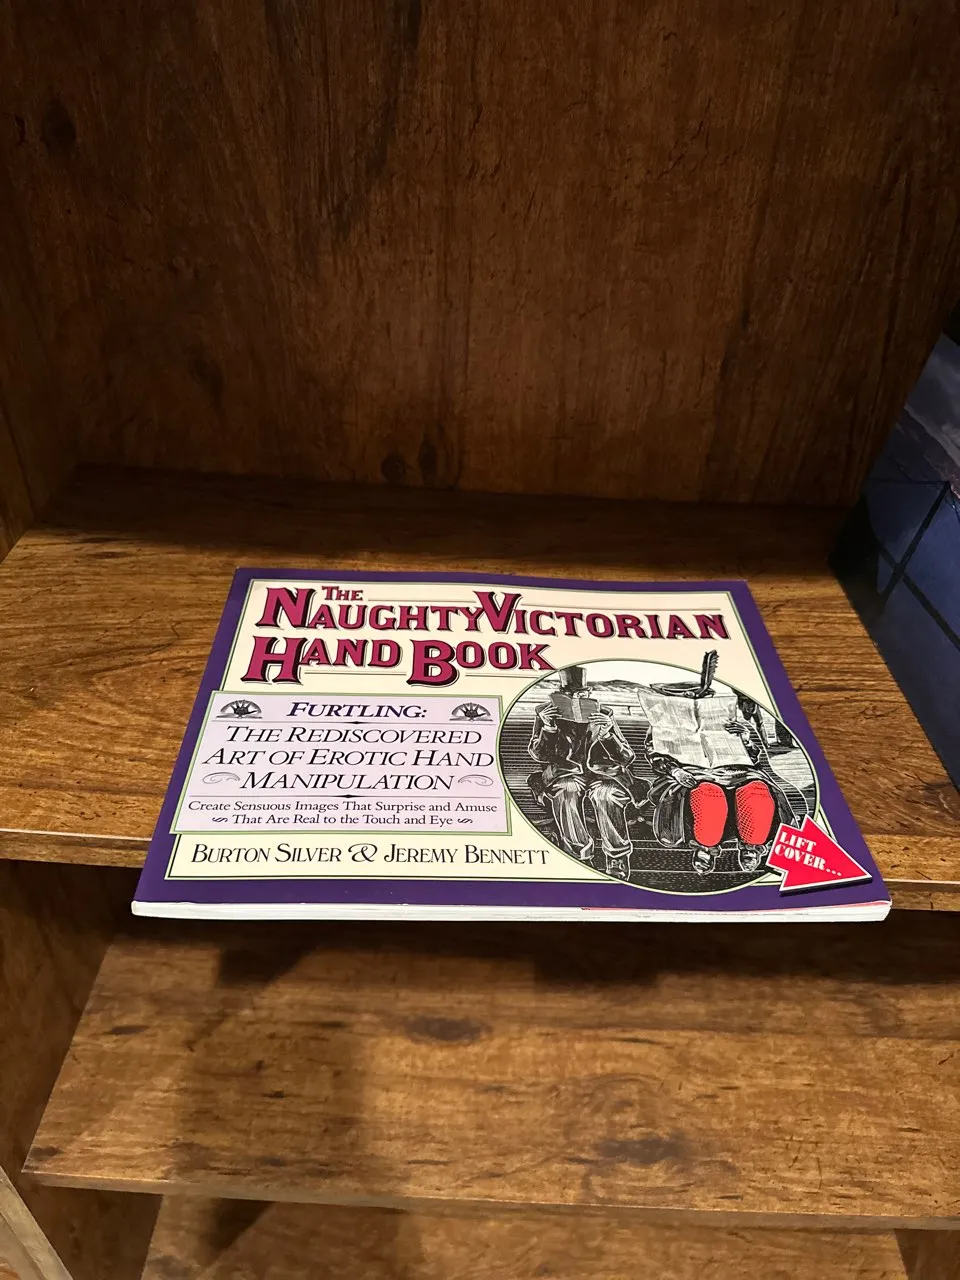 THE
NAUGHTY VICTORIAN
HAND BOOK
FURTLING:
THE REDISCOVERED
ART OF EROTIC HAND
MANIPULATION
Create Sensuous Images That Surprise and Amuse
That Are Real to the Touch and Eye
BURTON SILVER & JEREMY BENNETT
LIFT
COVER...